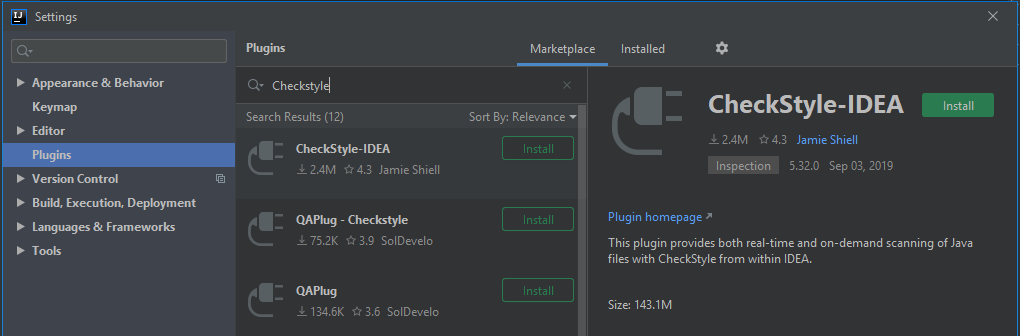 IJ Settings
Plugins
Marketplace Installed
Appearance & Behavior
Keymap
Editor
Plugins
Version Control
Build, Execution, Deployment
Languages & Frameworks
Tools
Checkstyle
Search Results (12) Sort By: Relevance
CheckStyle-IDEA Install
2.4M 4.3 Jamie Shiell
QAPlug - Checkstyle Install
75.2K 3.9 SolDevelo
QAPlug Install
134.6K 3.6 SolDevelo
CheckStyle-IDEA Install
2.4M 4.3 Jamie Shiell
Inspection 5.32.0 Sep 03, 2019
Plugin homepage
This plugin provides both real-time and on-demand scanning of Java
files with CheckStyle from within IDEA.
Size: 143.1M